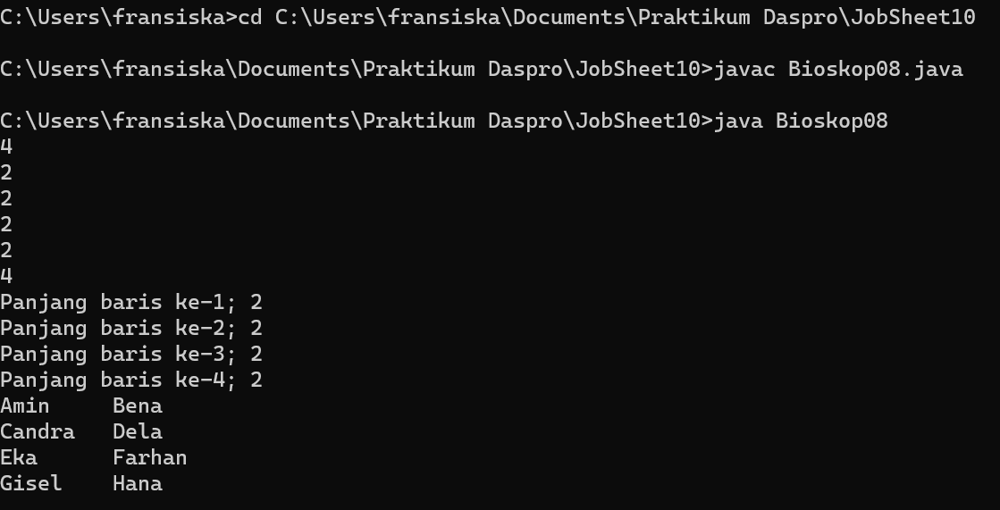 C:\Users\fransiska>cd C:\Users\fransiska\Documents\Praktikum Daspro\JobSheet10
C:\Users\fransiska\Documents\Praktikum Daspro\JobSheet10>javac Bioskop08.java
C:\Users\fransiska\Documents\Praktikum Daspro\JobSheet10>java Bioskop08
4
2
2
2
2
4
Panjang baris ke-1; 2
Panjang baris ke-2; 2
Panjang baris ke-3; 2
Panjang baris ke-4; 2
Amin     Bena
Candra   Dela
Eka      Farhan
Gisel    Hana